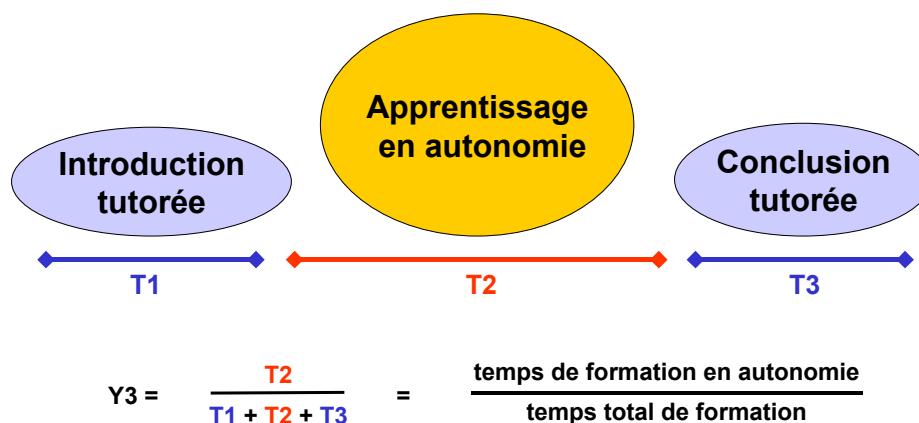 Apprentissage
en autonomie
Introduction
tutorée
Conclusion
tutorée
T1
T2
T3
Y3 =
T2
T1 + T2 + T3
=
temps de formation en autonomie
temps total de formation